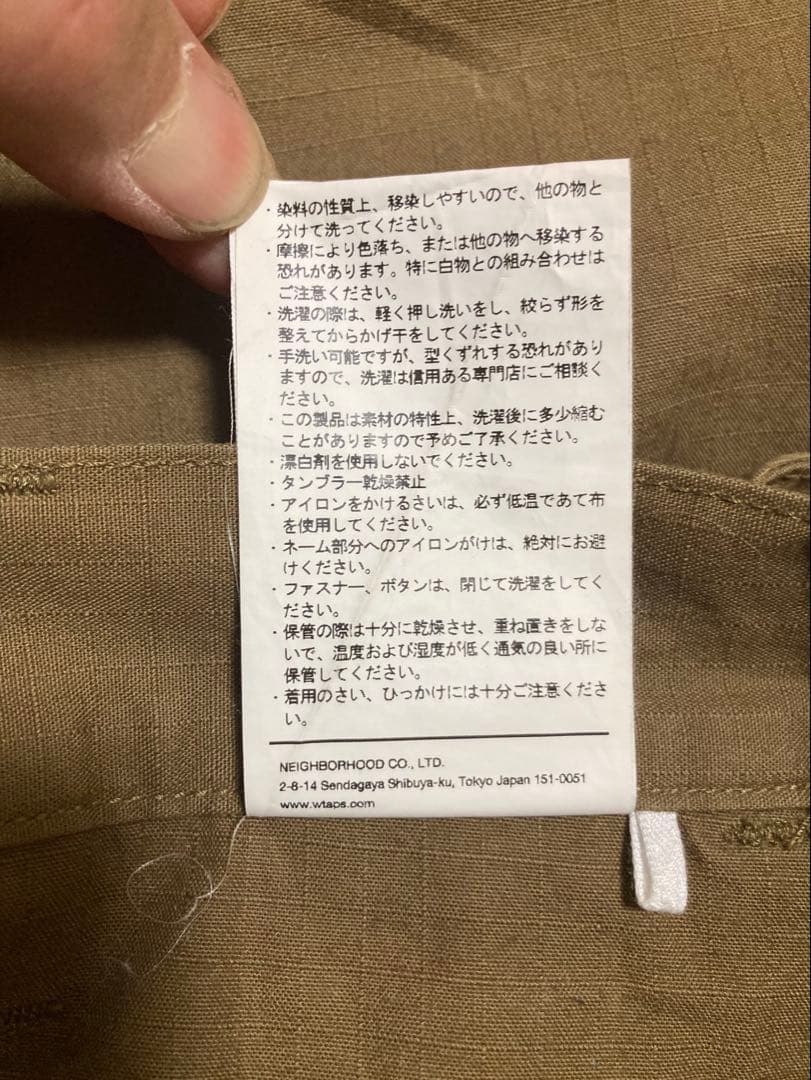 ・染料の性質上、移染しやすいので、他の物と
分けて洗ってください。
・摩擦により色落ち、または他の物へ移染する
恐れがあります。特に白物との組み合わせは
ご注意ください。
・洗濯の際は、軽く押し洗いをし、絞らず形を
整えてからかげ干をしてください。
・手洗い可能ですが、型くずれする恐れがあり
ますので、洗濯は信用ある専門店にご相談く
ださい。
・この製品は素材の特性上、洗濯後に多少縮む
ことがありますので予めご了承ください。
・漂白剤を使用しないでください。
・タンブラー乾燥禁止
・アイロンをかけるさいは、必ず低温であて布
を使用してください。
・ネーム部分へのアイロンがけは、絶対にお避
けください。
・ファスナー、ボタンは、閉じて洗濯をしてく
ださい。
・保管の際は十分に乾燥させ、重ね置きをしな
いで、温度および湿度が低く通気の良い所に
保管してください。
・着用のさい、ひっかけには十分ご注意くださ
い。
NEIGHBORHOOD CO., LTD.
2-8-14 Sendagaya Shibuya-ku, Tokyo Japan 151-0051
www.wtaps.com